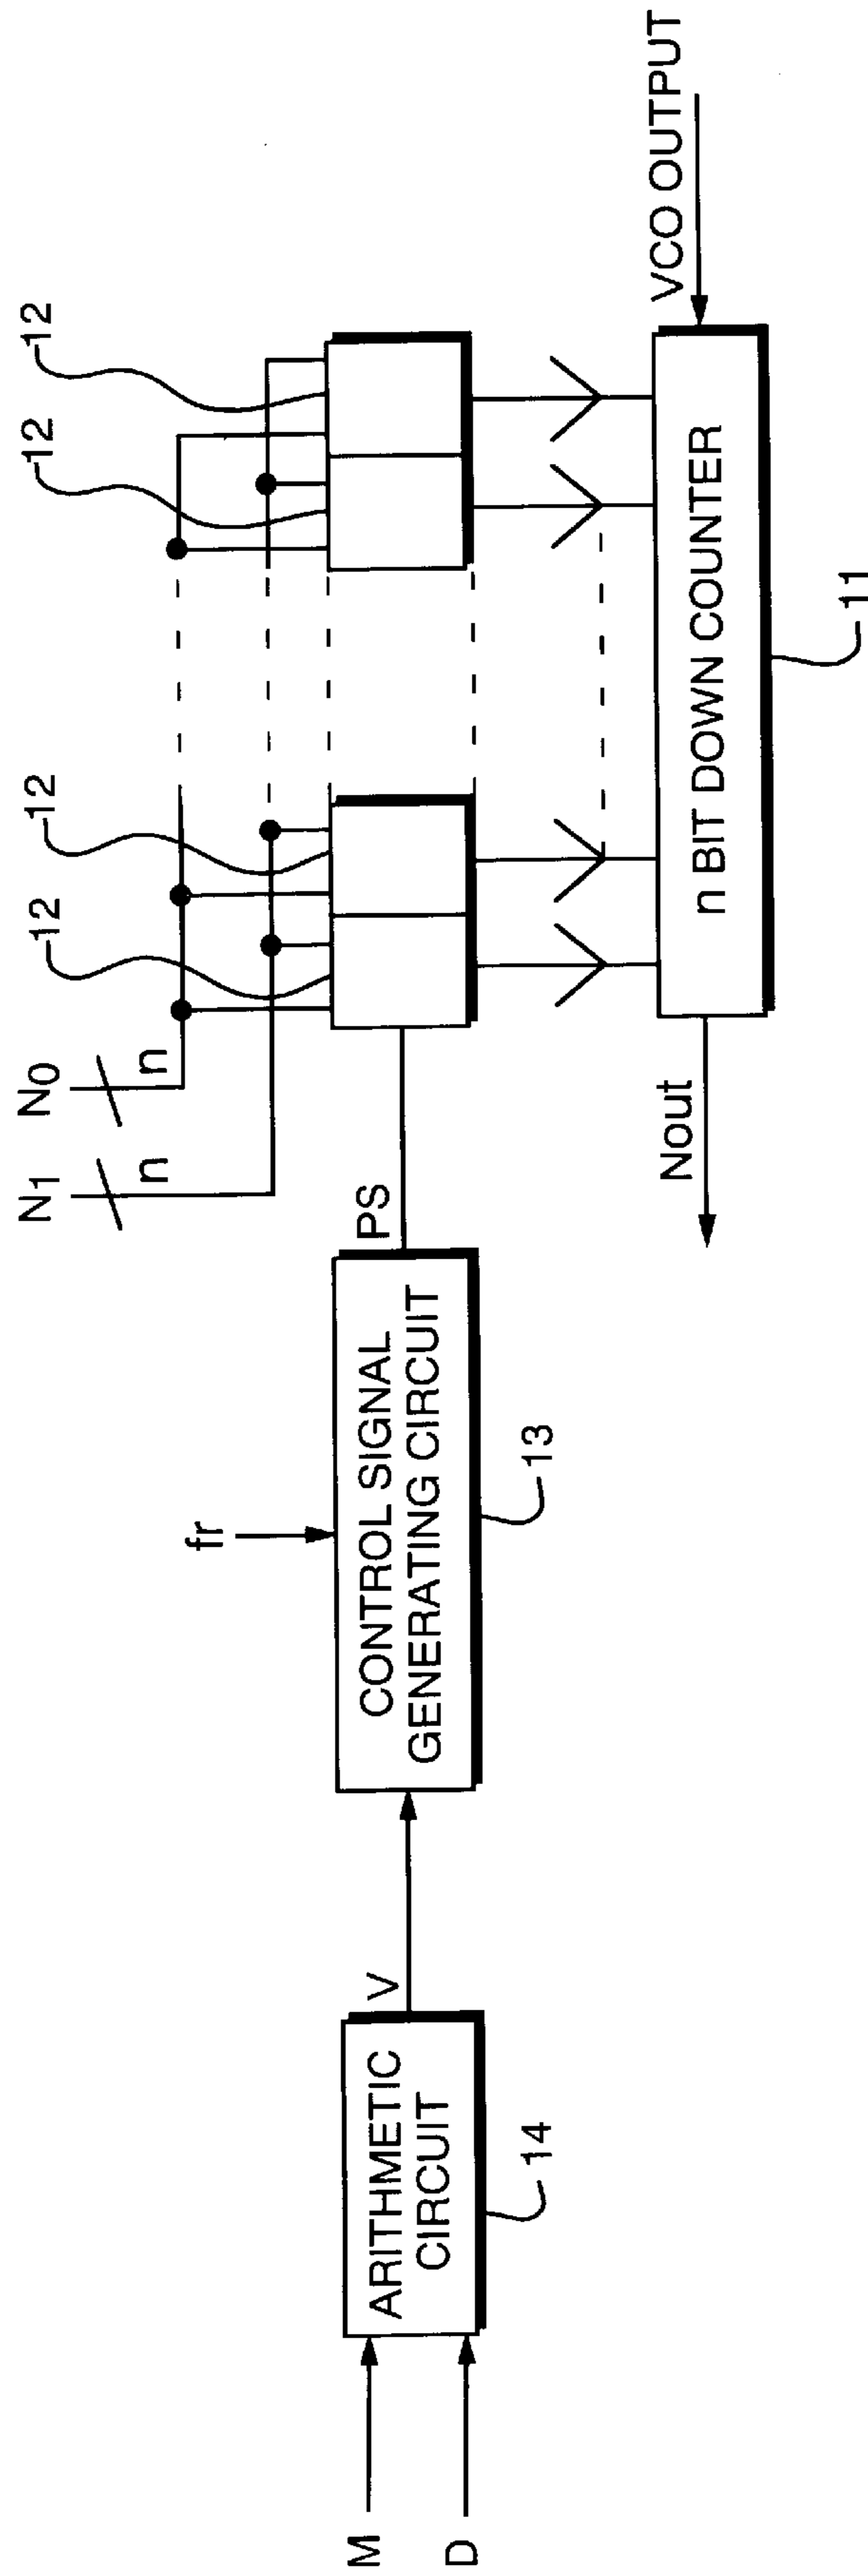 M
D
ARITHMETIC
CIRCUIT
14
V
fr
CONTROL SIGNAL
GENERATING CIRCUIT
13
PS
N1
n
N0
n
12
12
12
12
Nout
n BIT DOWN COUNTER
11
VCO OUTPUT